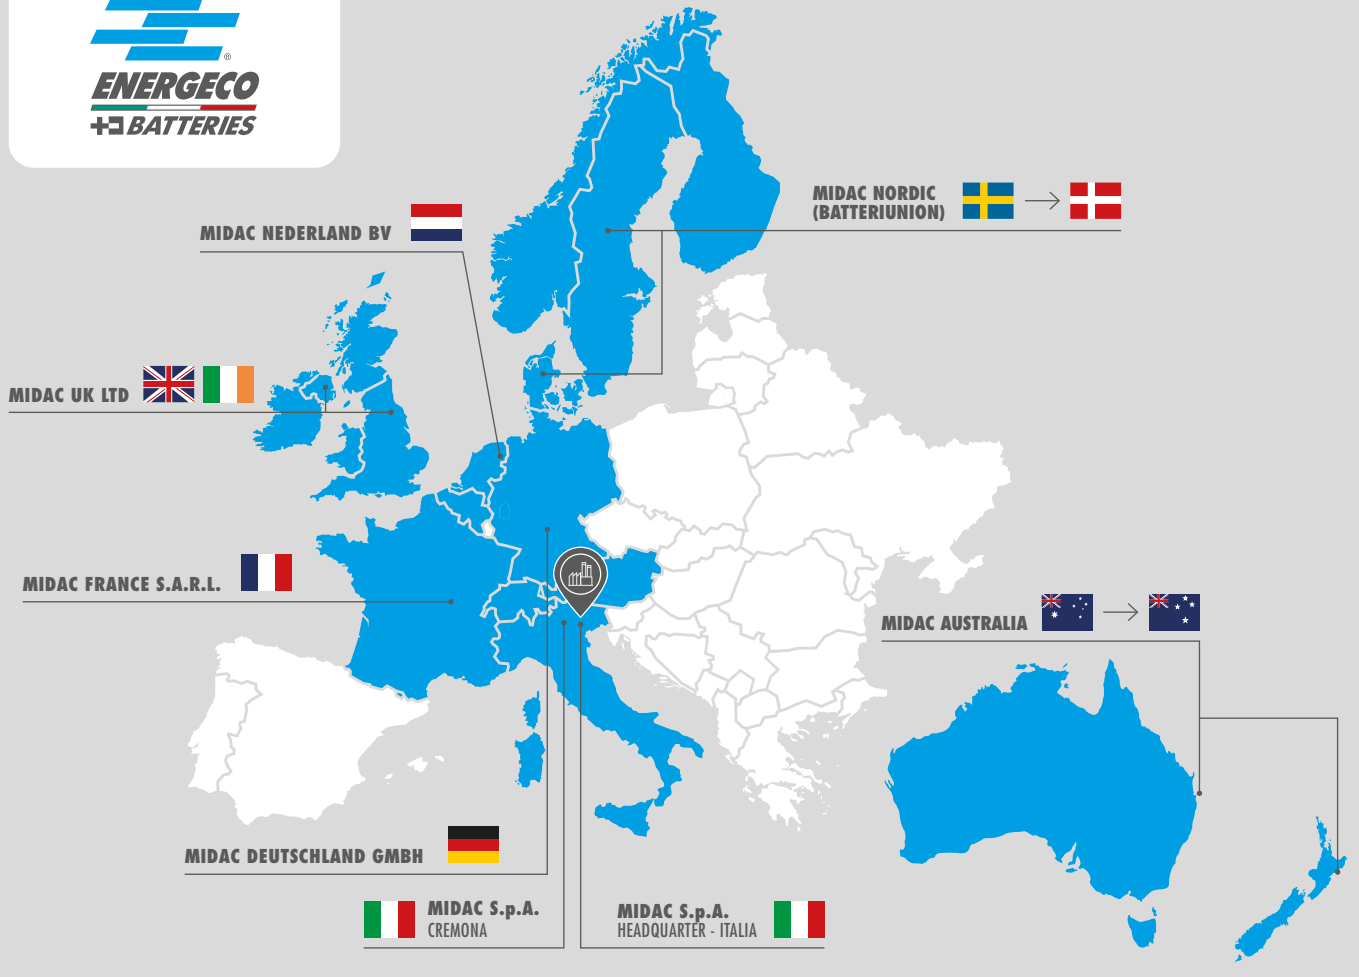 ®
ENERGECO
BATTERIES
MIDAC NORDIC
(BATTERIUNION)
MIDAC NEDERLAND BV
MIDAC UK LTD
MIDAC FRANCE S.A.R.L.
MIDAC AUSTRALIA
MIDAC DEUTSCHLAND GMBH
MIDAC S.p.A.
CREMONA
MIDAC S.p.A.
HEADQUARTER - ITALIA